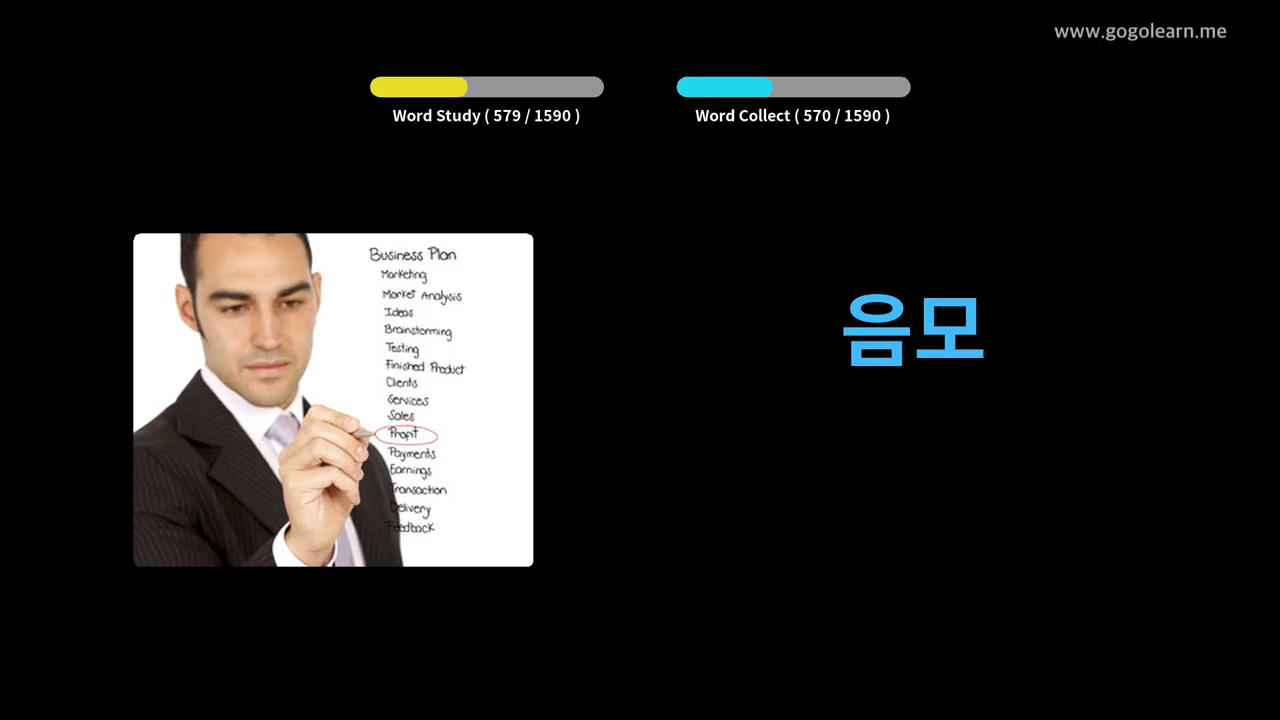 www.gogolearn.me
Word Study ( 579 / 1590 )
Word Collect ( 570 / 1590 )
Business Plan
Marketing
Market Analysis
Ideas
Brainstorming
Testing
Finished Product
Clients
Services
Sales
Profit
Payments
Earnings
Transaction
Delivery
Feedback
음모